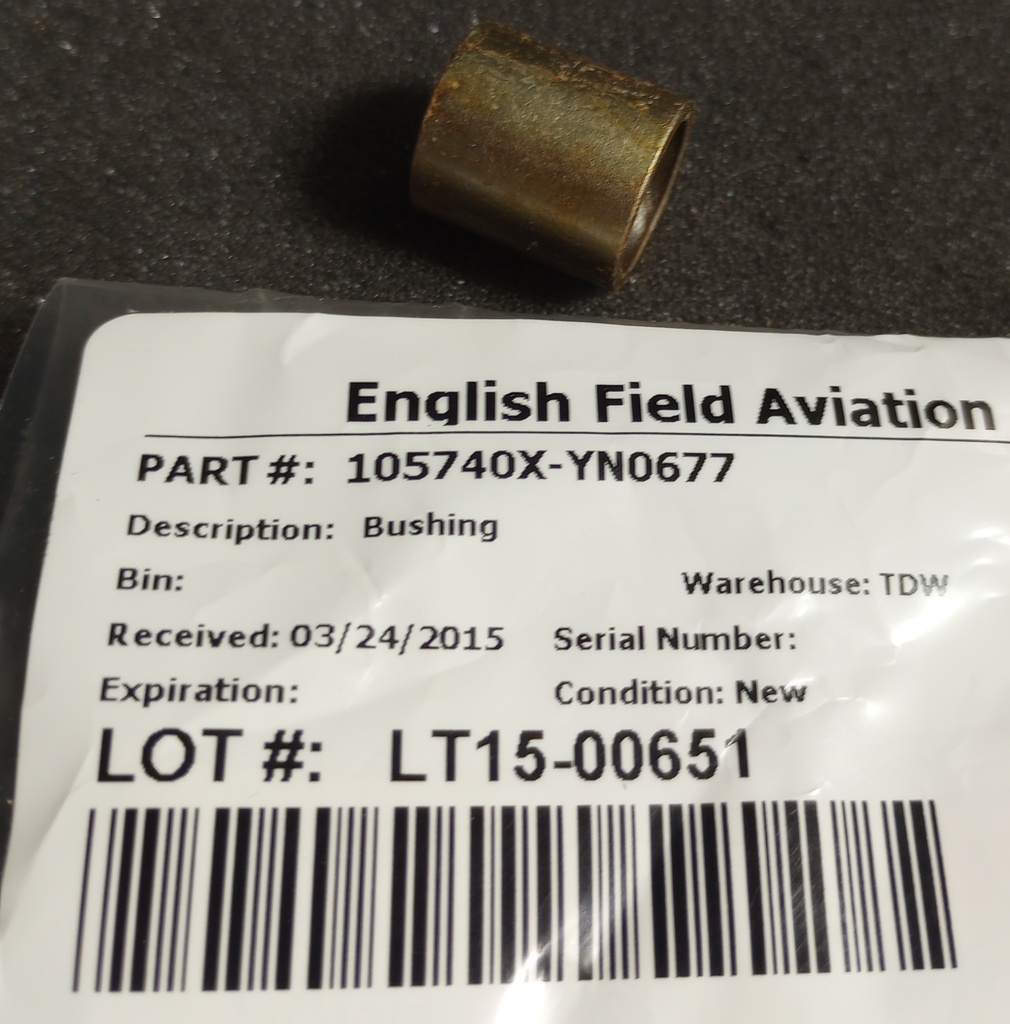 English Field Aviation
PART #: 105740X-YN0677
Description: Bushing
Bin: Warehouse: TDW
Received: 03/24/2015 Serial Number:
Expiration: Condition: New
LOT #: LT15-00651